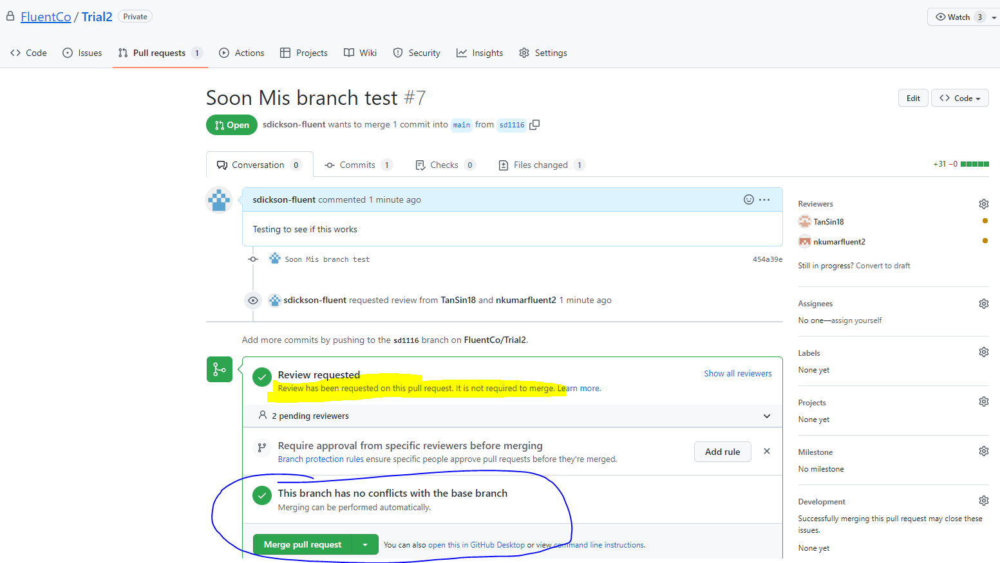 FluentCo / Trial2 Private
Watch 3
Code Issues Pull requests 1 Actions Projects Wiki Security Insights Settings
Soon Mis branch test #7
Edit Code
Open sdickson-fluent wants to merge 1 commit into main from sd1116
Conversation 0 Commits 1 Checks 0 Files changed 1
+31 −0
sdickson-fluent commented 1 minute ago
Testing to see if this works
Soon Mis branch test 454a39e
sdickson-fluent requested review from TanSin18 and nkumarfluent2 1 minute ago
Add more commits by pushing to the sd1116 branch on FluentCo/Trial2.
Review requested
Show all reviewers
Review has been requested on this pull request. It is not required to merge. Learn more.
2 pending reviewers
Require approval from specific reviewers before merging
Branch protection rules ensure specific people approve pull requests before they're merged.
Add rule
This branch has no conflicts with the base branch
Merging can be performed automatically.
Merge pull request
You can also open this in GitHub Desktop or view command line instructions.
Reviewers
TanSin18
nkumarfluent2
Still in progress? Convert to draft
Assignees
No one—assign yourself
Labels
None yet
Projects
None yet
Milestone
No milestone
Development
Successfully merging this pull request may close these
issues.
None yet